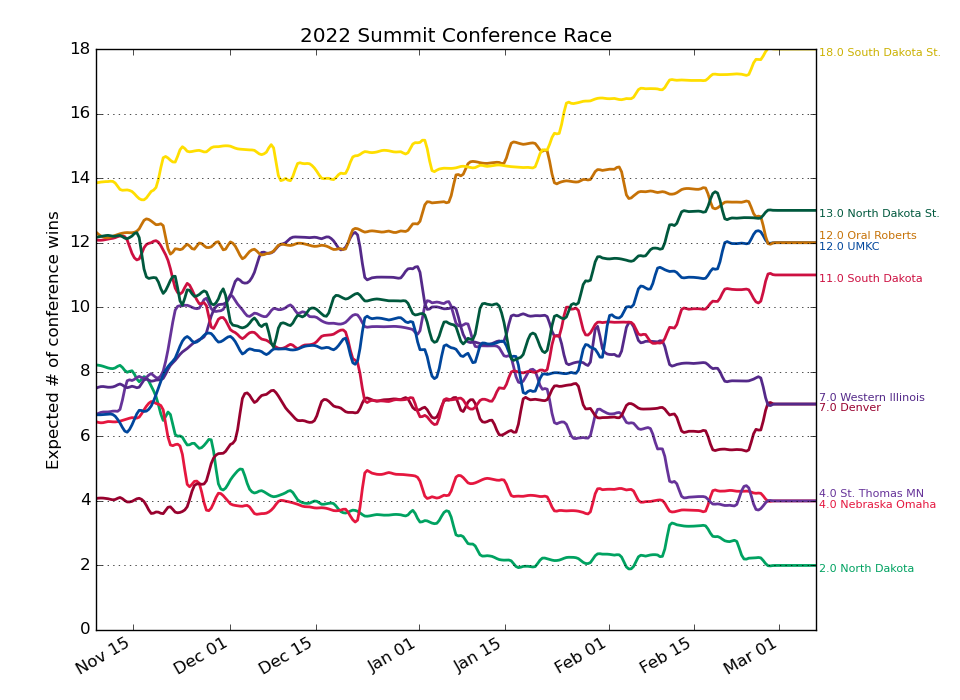 2022 Summit Conference Race
Expected # of conference wins
18
16
14
12
10
8
6
4
2
0
Nov 15
Dec 01
Dec 15
Jan 01
Jan 15
Feb 01
Feb 15
Mar 01
18.0 South Dakota St.
13.0 North Dakota St.
12.0 Oral Roberts
12.0 UMKC
11.0 South Dakota
7.0 Western Illinois
7.0 Denver
4.0 St. Thomas MN
4.0 Nebraska Omaha
2.0 North Dakota